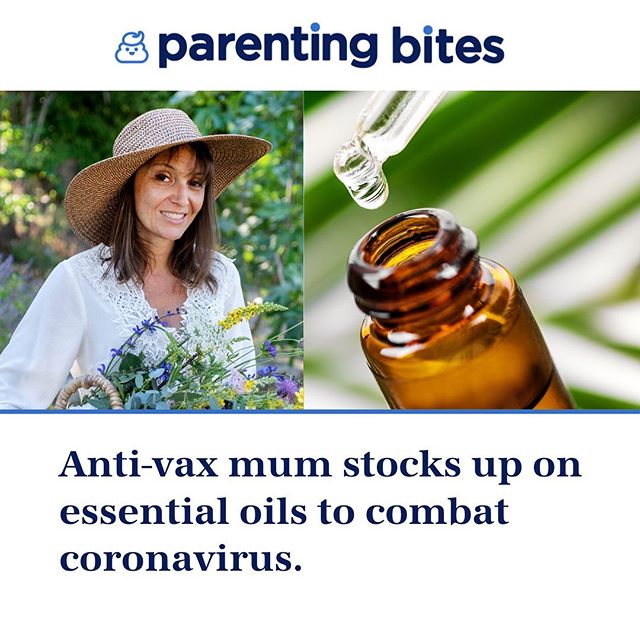 parenting bites
Anti-vax mum stocks up on
essential oils to combat
coronavirus.